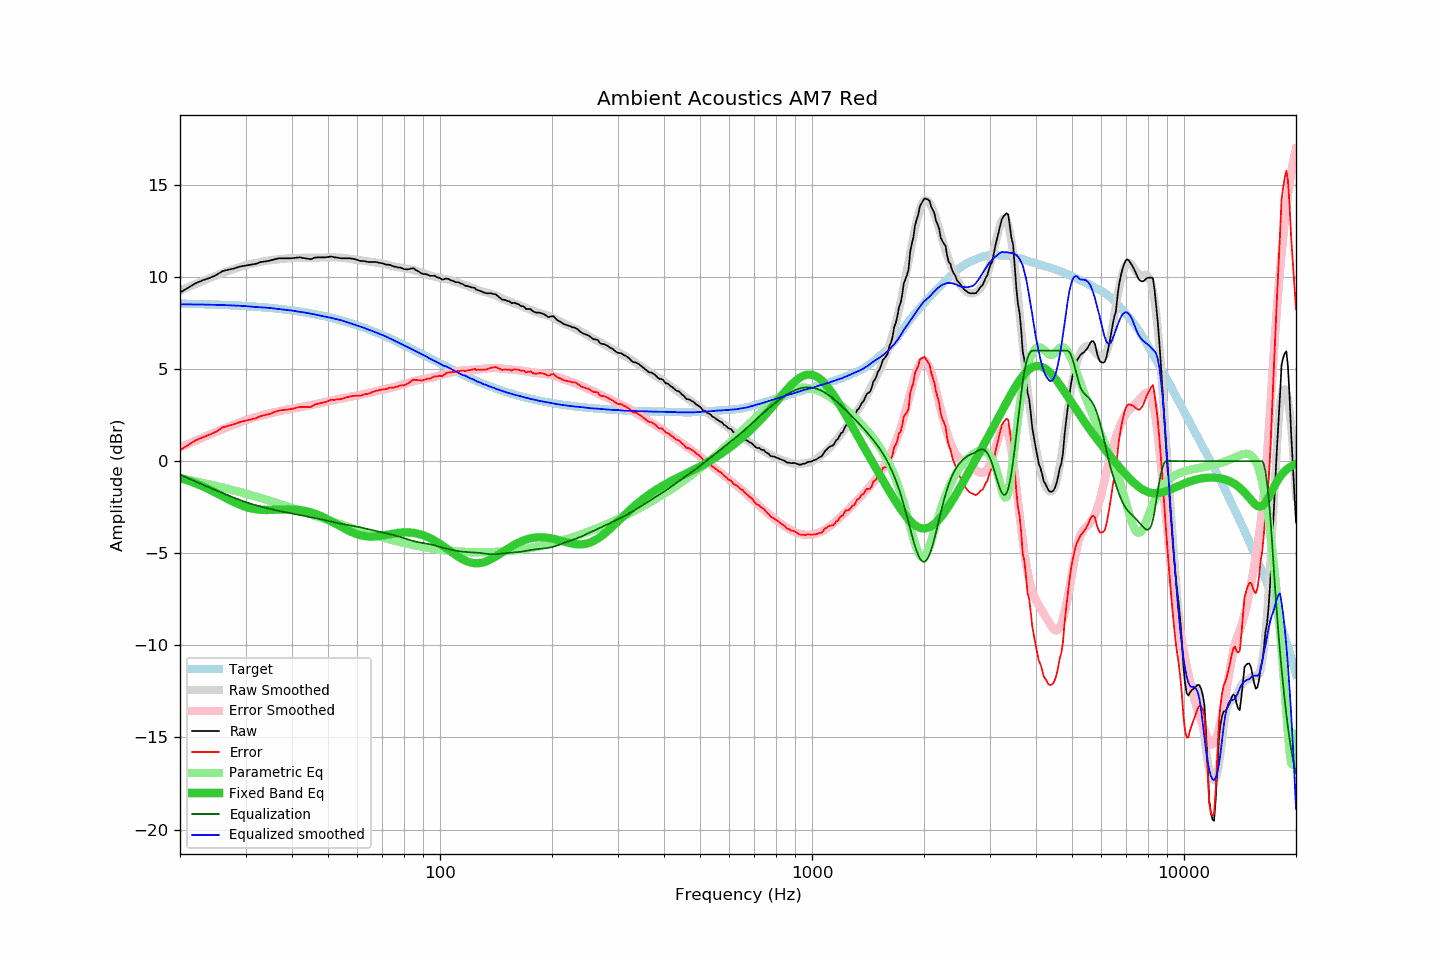 Ambient Acoustics AM7 Red
15
10
5
0
−5
−10
−15
−20
Amplitude (dBr)
Target
Raw Smoothed
Error Smoothed
Raw
Error
Parametric Eq
Fixed Band Eq
Equalization
Equalized smoothed
100 1000 10000
Frequency (Hz)